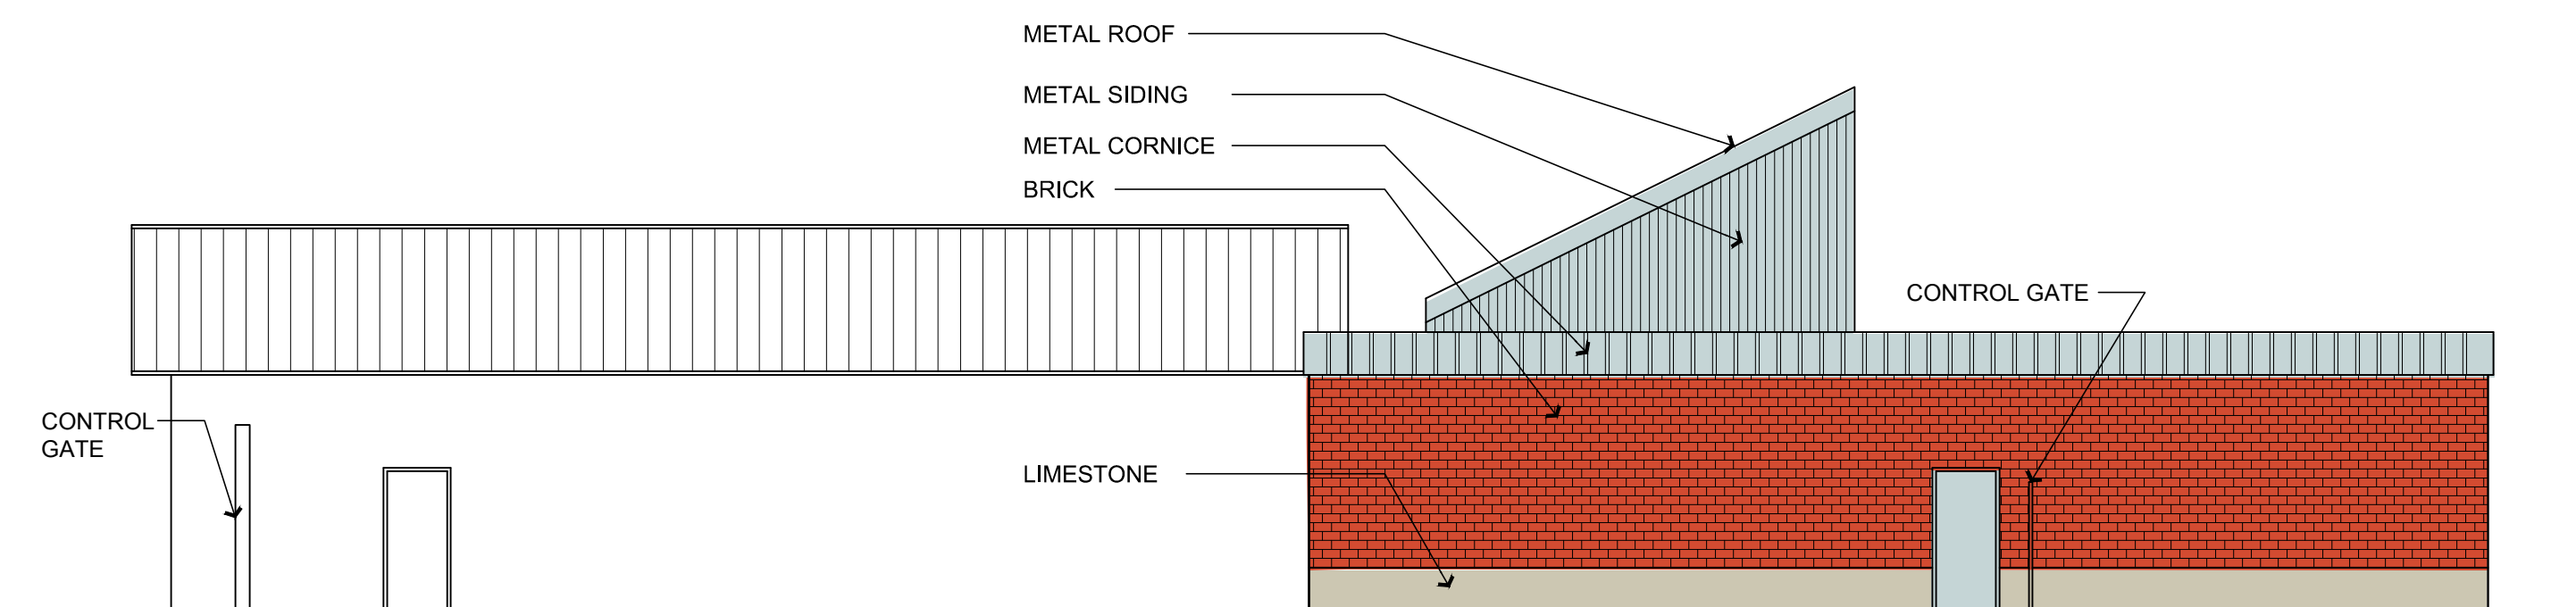 METAL ROOF
METAL SIDING
METAL CORNICE
BRICK
CONTROL GATE
CONTROL
GATE
LIMESTONE